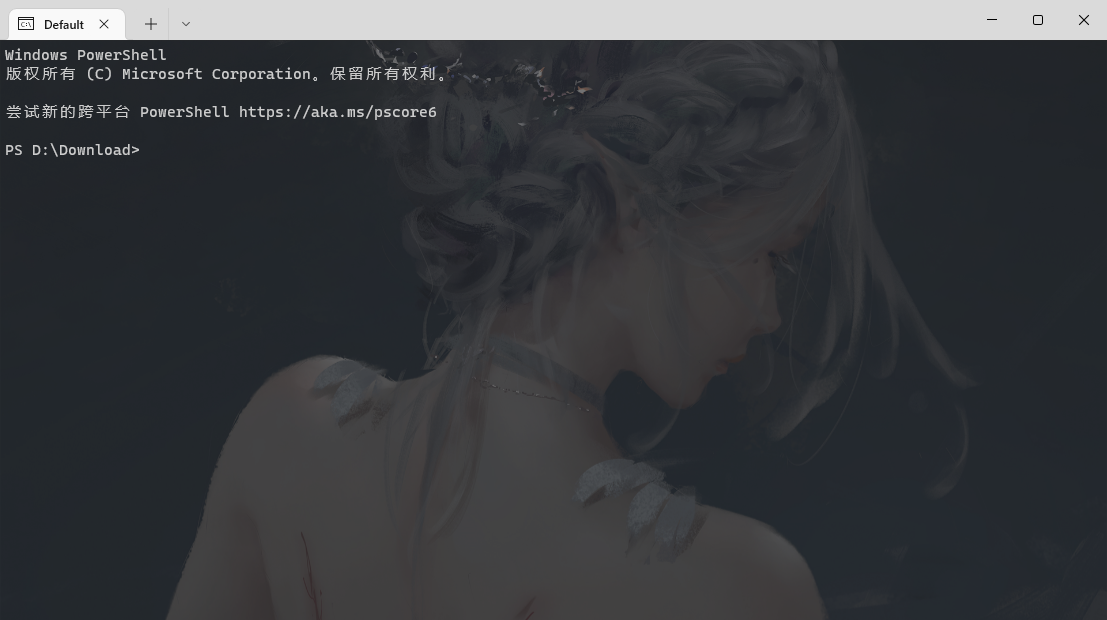 Default
Windows PowerShell
版权所有 (C) Microsoft Corporation。保留所有权利。
尝试新的跨平台 PowerShell https://aka.ms/pscore6
PS D:\Download>